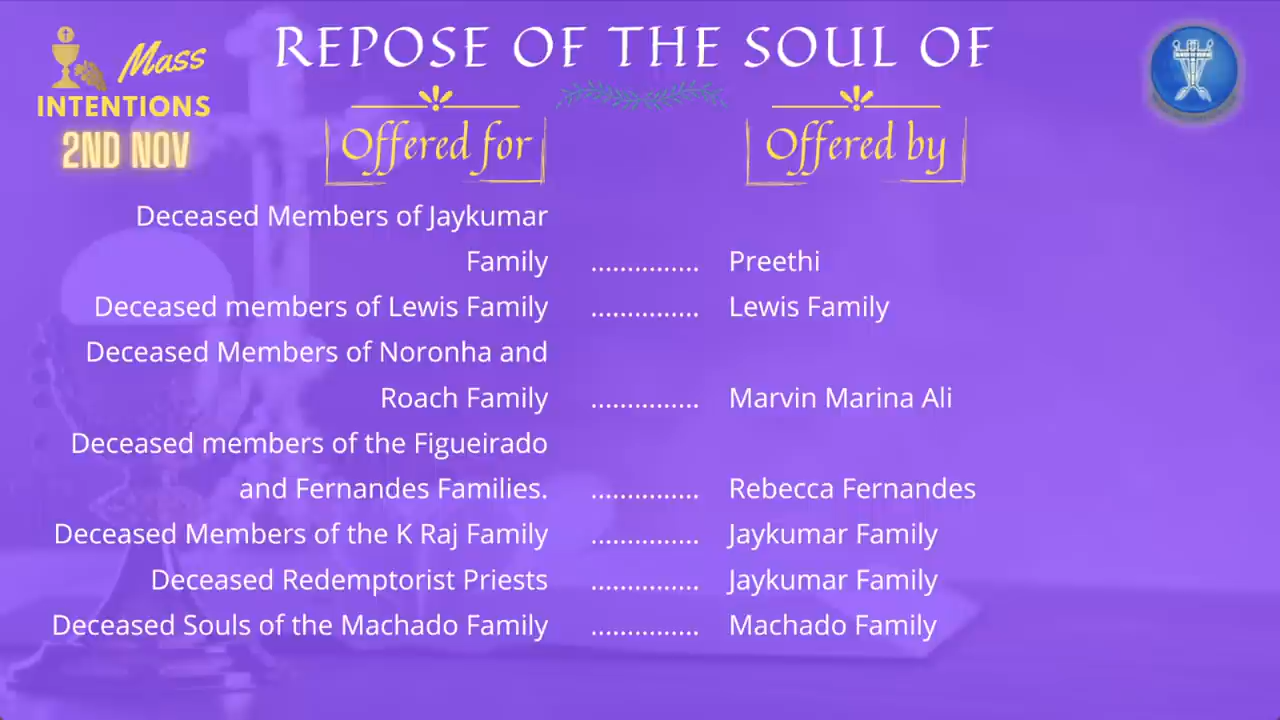 Mass
INTENTIONS
2ND NOV
REPOSE OF THE SOUL OF
Offered for
Offered by
Deceased Members of Jaykumar
Family ............... Preethi
Deceased members of Lewis Family ............... Lewis Family
Deceased Members of Noronha and
Roach Family ............... Marvin Marina Ali
Deceased members of the Figueirado
and Fernandes Families. ............... Rebecca Fernandes
Deceased Members of the K Raj Family ............... Jaykumar Family
Deceased Redemptorist Priests ............... Jaykumar Family
Deceased Souls of the Machado Family ............... Machado Family